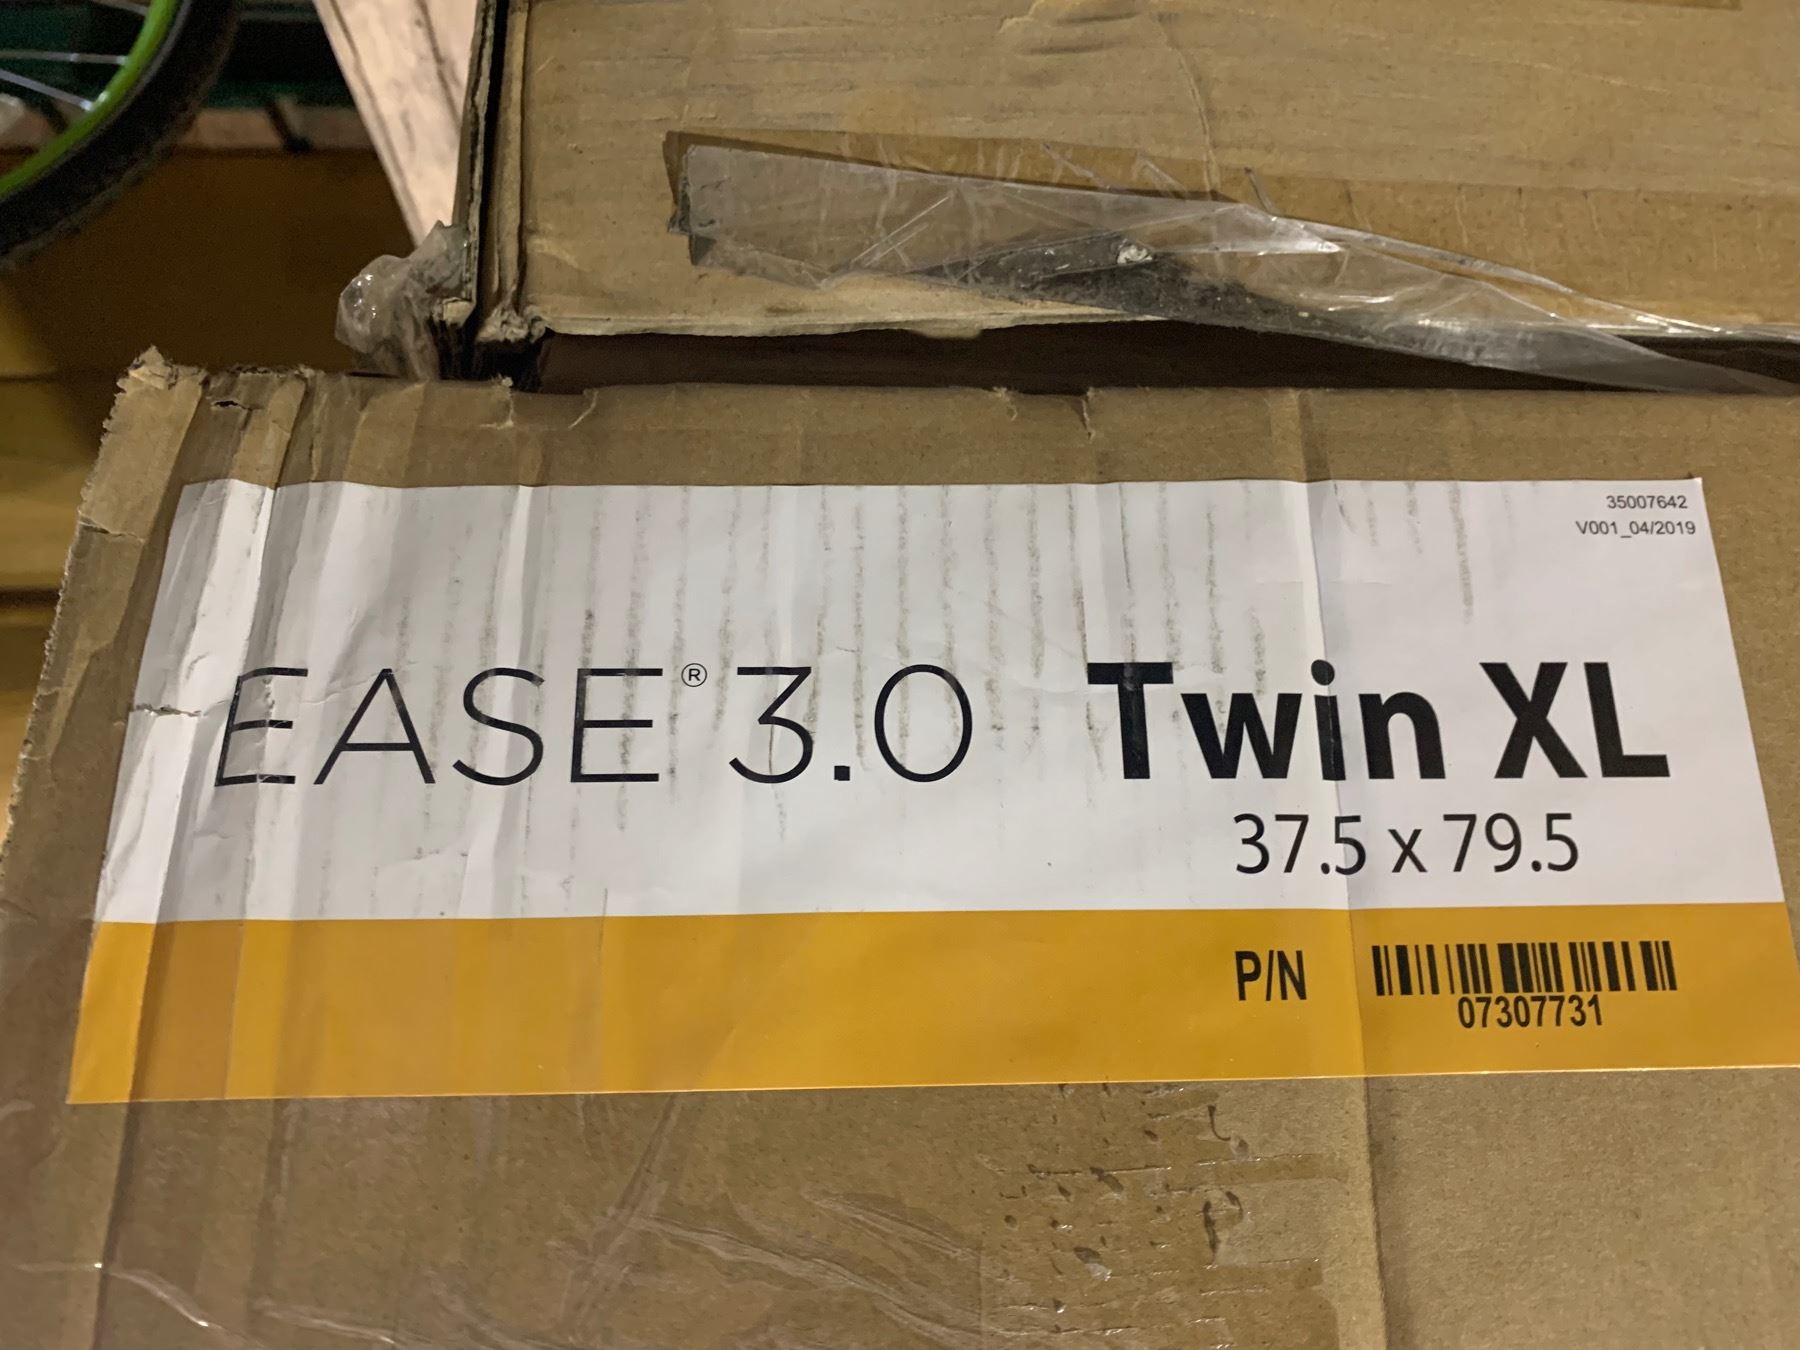 35007642
V001_04/2019
EASE® 3.0 Twin XL
37.5 x 79.5
P/N
07307731